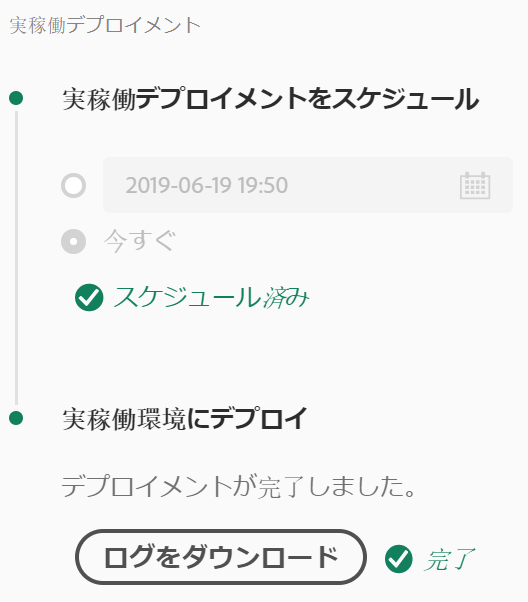 実稼働デプロイメント
実稼働デプロイメントをスケジュール
2019-06-19 19:50
今すぐ
スケジュール済み
実稼働環境にデプロイ
デプロイメントが完了しました。
ログをダウンロード 完了